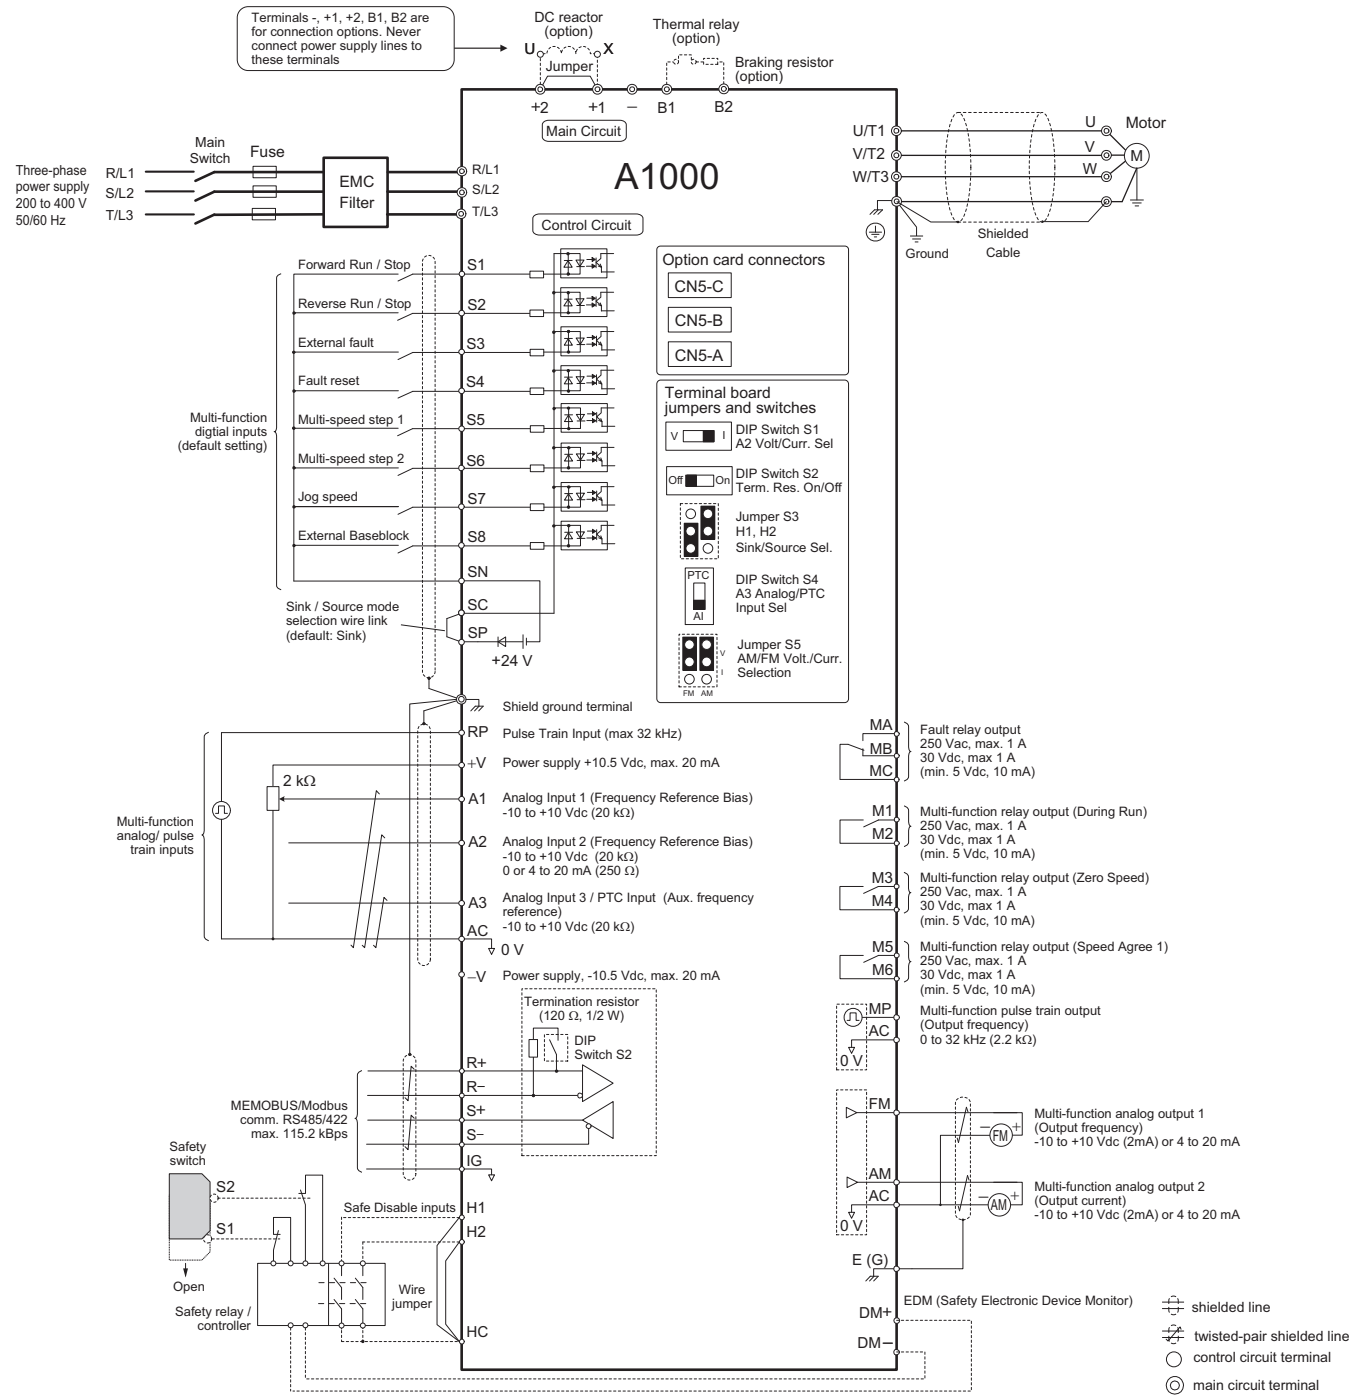 Terminals -, +1, +2, B1, B2 are
for connection options. Never
connect power supply lines to
these terminals
DC reactor
(option)
U X
Jumper
Thermal relay
(option)
Braking resistor
(option)
+2 +1 − B1 B2
Main Circuit
A1000
Three-phase
power supply
200 to 400 V
50/60 Hz
R/L1
S/L2
T/L3
Main
Switch
Fuse
EMC
Filter
R/L1
S/L2
T/L3
U/T1
V/T2
W/T3
U
V
W
Motor
M
Ground
Shielded
Cable
Control Circuit
Multi-function
digtial inputs
(default setting)
Forward Run / Stop
S1
Reverse Run / Stop
S2
External fault
S3
Fault reset
S4
Multi-speed step 1
S5
Multi-speed step 2
S6
Jog speed
S7
External Baseblock
S8
SN
SC
SP
+24 V
Sink / Source mode
selection wire link
(default: Sink)
Option card connectors
CN5-C
CN5-B
CN5-A
Terminal board
jumpers and switches
V I
DIP Switch S1
A2 Volt/Curr. Sel
Off On
DIP Switch S2
Term. Res. On/Off
Jumper S3
H1, H2
Sink/Source Sel.
PTC
AI
DIP Switch S4
A3 Analog/PTC
Input Sel
V
I
FM AM
Jumper S5
AM/FM Volt./Curr.
Selection
Shield ground terminal
Multi-function
analog/ pulse
train inputs
2 kΩ
RP
Pulse Train Input (max 32 kHz)
+V
Power supply +10.5 Vdc, max. 20 mA
A1
Analog Input 1 (Frequency Reference Bias)
-10 to +10 Vdc (20 kΩ)
A2
Analog Input 2 (Frequency Reference Bias)
-10 to +10 Vdc (20 kΩ)
0 or 4 to 20 mA (250 Ω)
A3
Analog Input 3 / PTC Input (Aux. frequency
reference)
-10 to +10 Vdc (20 kΩ)
AC
0 V
−V
Power supply, -10.5 Vdc, max. 20 mA
Termination resistor
(120 Ω, 1/2 W)
DIP
Switch S2
MEMOBUS/Modbus
comm. RS485/422
max. 115.2 kBps
R+
R−
S+
S−
IG
Safety
switch
S2
S1
Open
Safety relay /
controller
Safe Disable inputs
H1
H2
Wire
jumper
HC
MA
MB
MC
Fault relay output
250 Vac, max. 1 A
30 Vdc, max 1 A
(min. 5 Vdc, 10 mA)
M1
M2
Multi-function relay output (During Run)
250 Vac, max. 1 A
30 Vdc, max 1 A
(min. 5 Vdc, 10 mA)
M3
M4
Multi-function relay output (Zero Speed)
250 Vac, max. 1 A
30 Vdc, max 1 A
(min. 5 Vdc, 10 mA)
M5
M6
Multi-function relay output (Speed Agree 1)
250 Vac, max. 1 A
30 Vdc, max 1 A
(min. 5 Vdc, 10 mA)
MP
AC
0 V
Multi-function pulse train output
(Output frequency)
0 to 32 kHz (2.2 kΩ)
FM
− +
FM
Multi-function analog output 1
(Output frequency)
-10 to +10 Vdc (2mA) or 4 to 20 mA
AM
AC
0 V
− +
AM
Multi-function analog output 2
(Output current)
-10 to +10 Vdc (2mA) or 4 to 20 mA
E (G)
EDM (Safety Electronic Device Monitor)
DM+
DM−
shielded line
twisted-pair shielded line
control circuit terminal
main circuit terminal